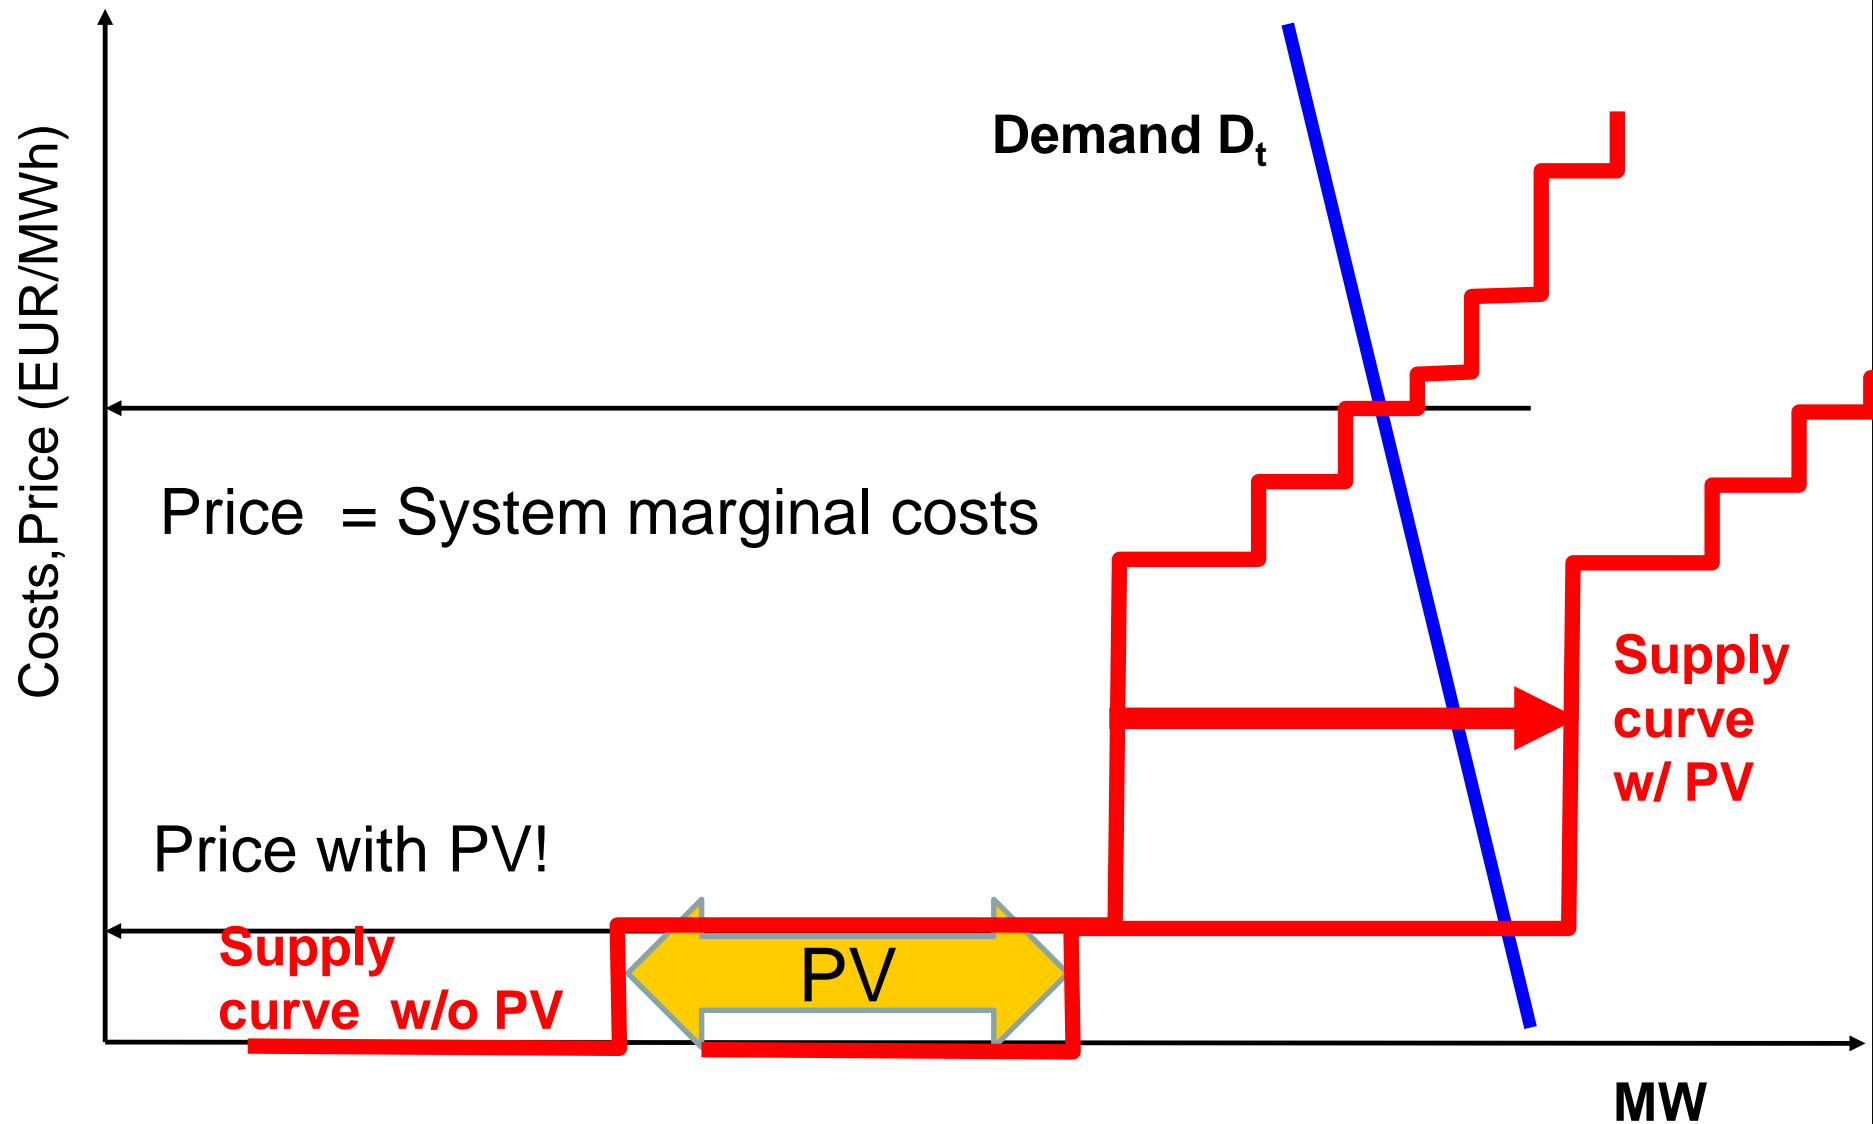 Costs,Price (EUR/MWh)
Demand Dt
Price = System marginal costs
Supply
curve
w/ PV
Price with PV!
Supply
curve w/o PV
PV
MW